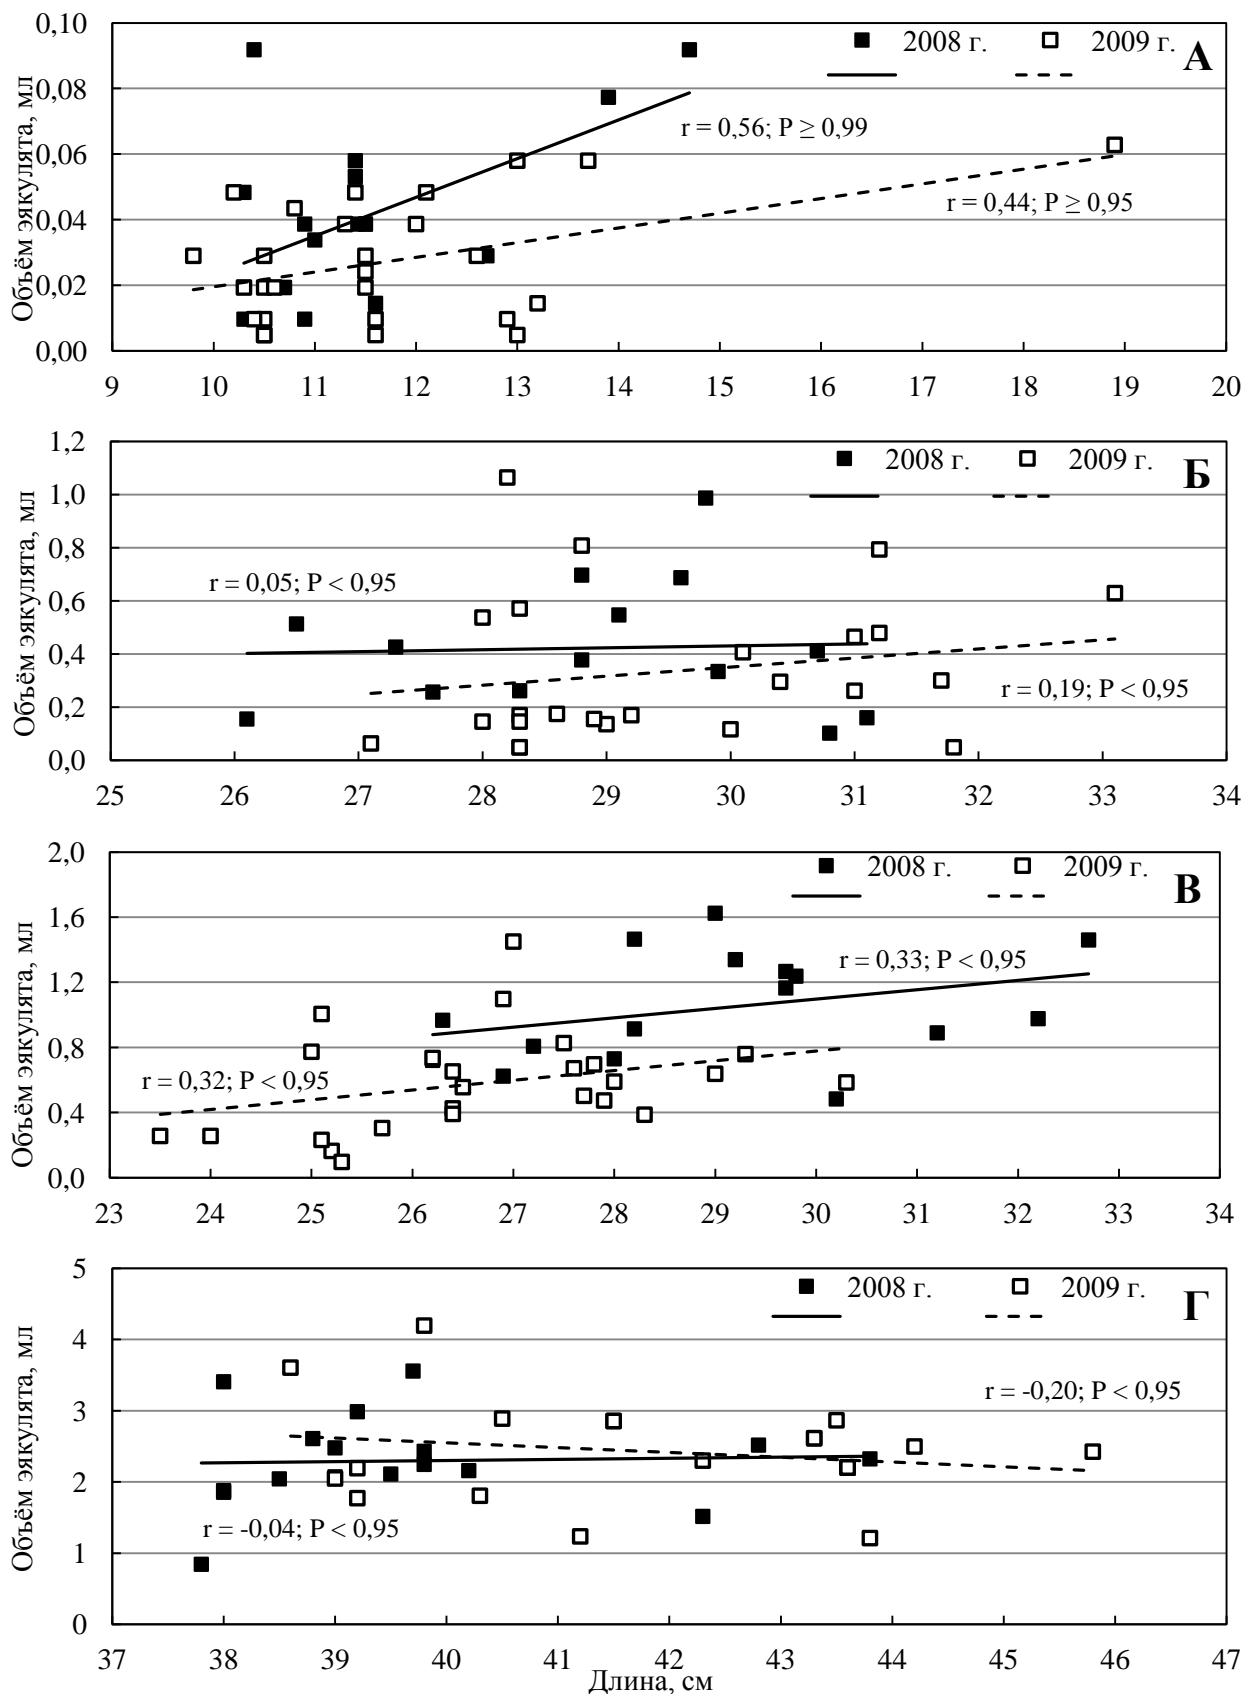 0,10
0,08
0,06
0,04
0,02
0,00
Объём эякулята, мл
2008 г. 2009 г.
А
r = 0,56; P ≥ 0,99
r = 0,44; P ≥ 0,95
9 10 11 12 13 14 15 16 17 18 19 20
1,2
1,0
0,8
0,6
0,4
0,2
0,0
Объём эякулята, мл
2008 г. 2009 г.
Б
r = 0,05; P < 0,95
r = 0,19; P < 0,95
25 26 27 28 29 30 31 32 33 34
2,0
1,6
1,2
0,8
0,4
0,0
Объём эякулята, мл
2008 г. 2009 г.
В
r = 0,33; P < 0,95
r = 0,32; P < 0,95
23 24 25 26 27 28 29 30 31 32 33 34
5
4
3
2
1
0
Объём эякулята, мл
2008 г. 2009 г.
Г
r = -0,20; P < 0,95
r = -0,04; P < 0,95
37 38 39 40 41 42 43 44 45 46 47
Длина, см